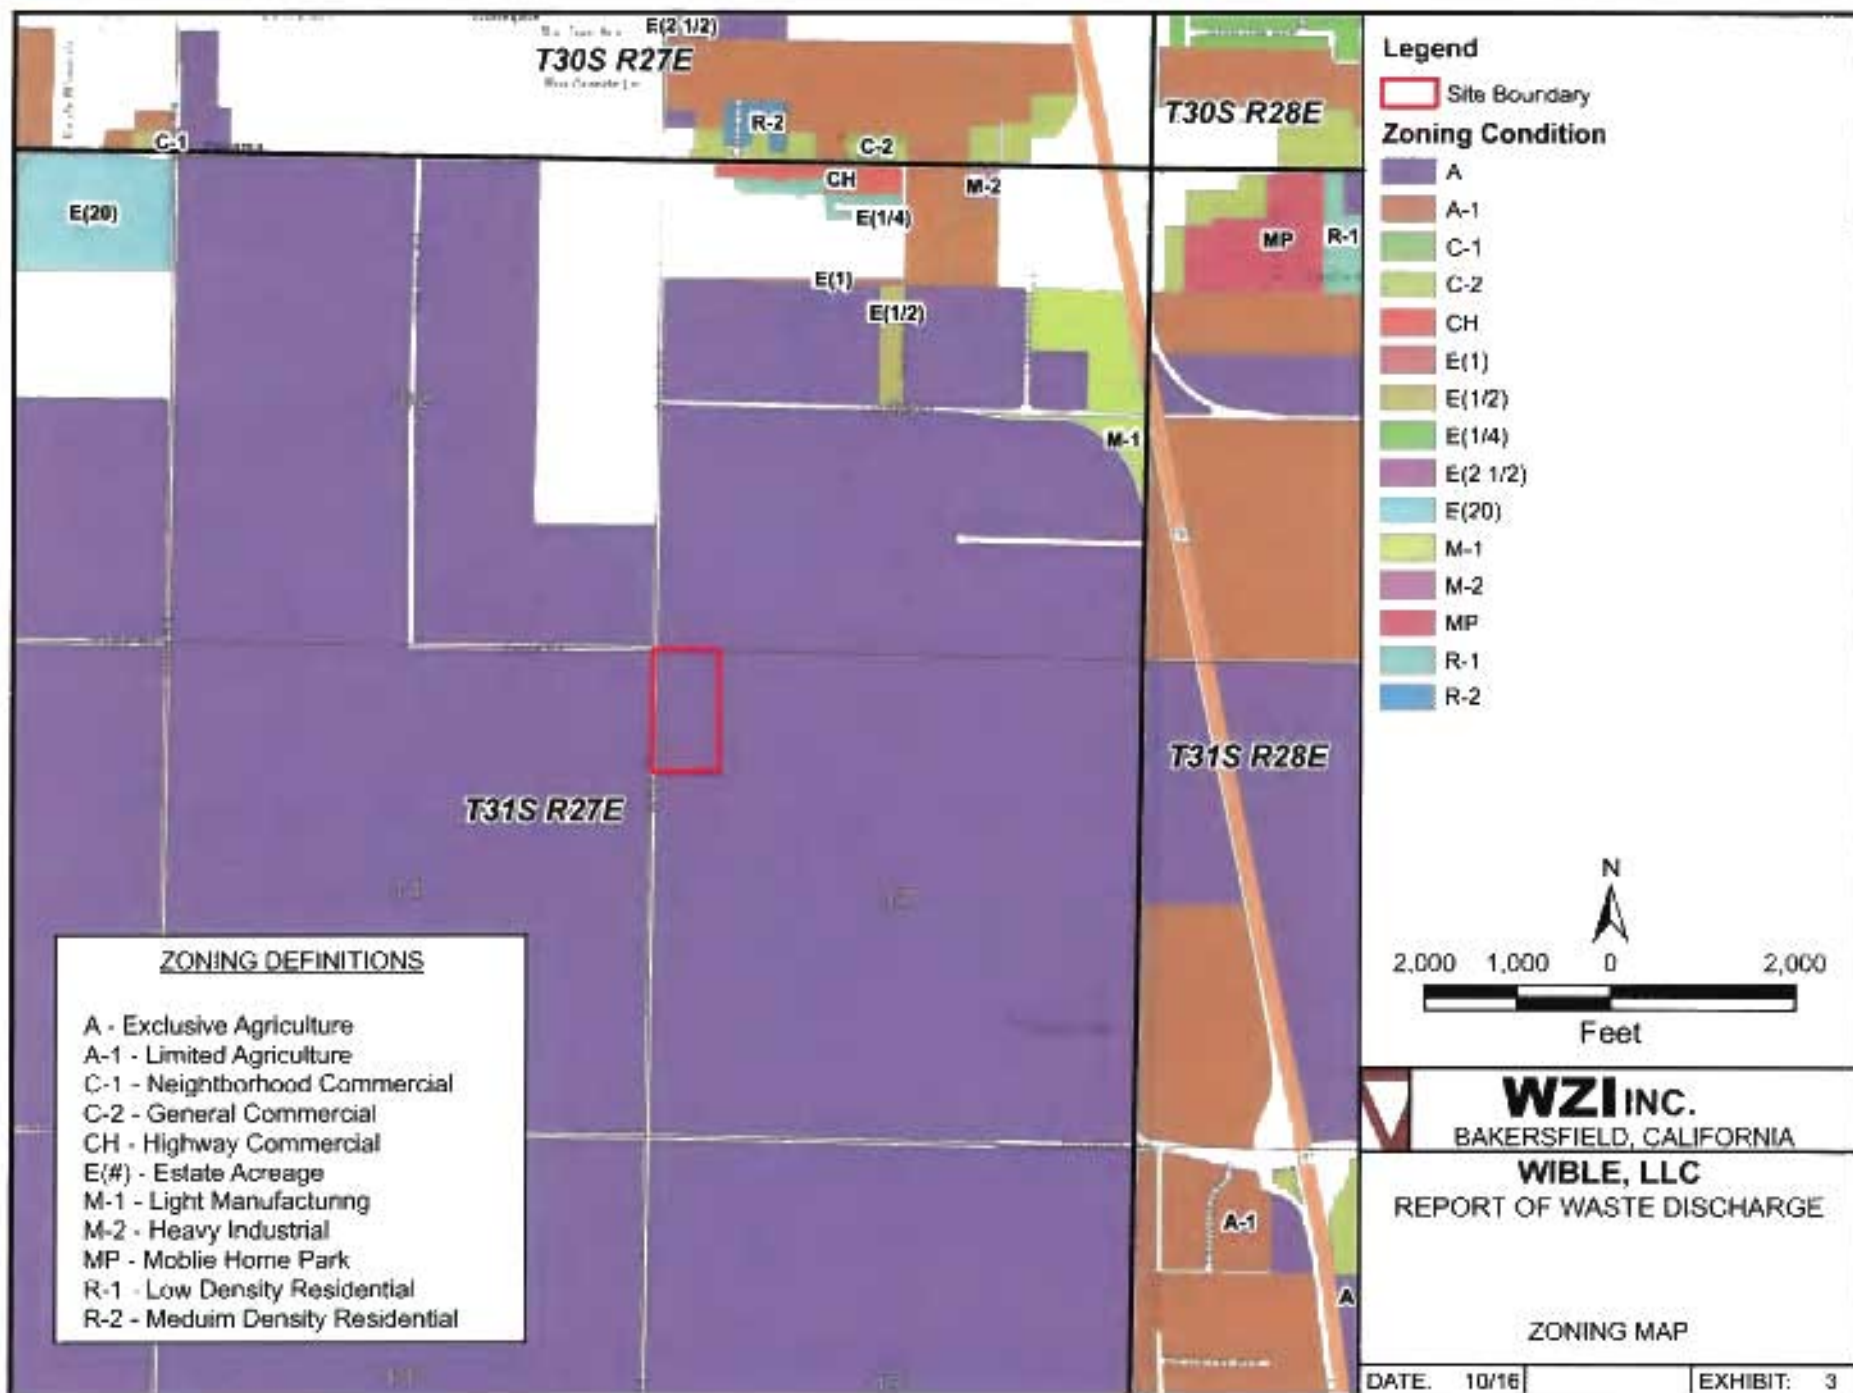 E(2 1/2)
T30S R27E
T30S R28E
R-2
C-1
C-2
CH
M-2
E(20)
E(1/4)
MP
R-1
E(1)
E(1/2)
M-1
T31S R28E
T31S R27E
A-1
A
ZONING DEFINITIONS
A - Exclusive Agriculture
A-1 - Limited Agriculture
C-1 - Neightborhood Commercial
C-2 - General Commercial
CH - Highway Commercial
E(#) - Estate Acreage
M-1 - Light Manufacturing
M-2 - Heavy Industrial
MP - Moblie Home Park
R-1 - Low Density Residential
R-2 - Meduim Density Residential
Legend
Site Boundary
Zoning Condition
A
A-1
C-1
C-2
CH
E(1)
E(1/2)
E(1/4)
E(2 1/2)
E(20)
M-1
M-2
MP
R-1
R-2
N
2,000 1,000 0 2,000
Feet
WZI INC.
BAKERSFIELD, CALIFORNIA
WIBLE, LLC
REPORT OF WASTE DISCHARGE
ZONING MAP
DATE. 10/16 EXHIBIT: 3